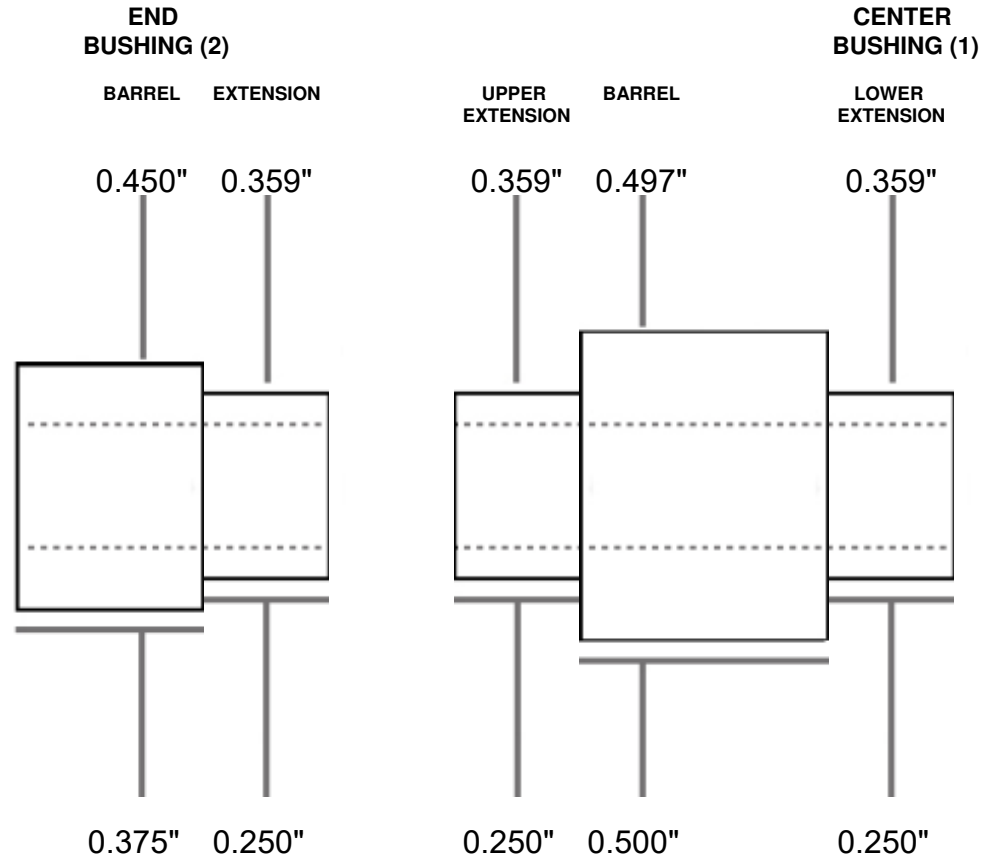 END
BUSHING (2)
CENTER
BUSHING (1)
BARREL EXTENSION
UPPER
EXTENSION
BARREL
LOWER
EXTENSION
0.450" 0.359" 0.359" 0.497" 0.359"
0.375" 0.250" 0.250" 0.500" 0.250"